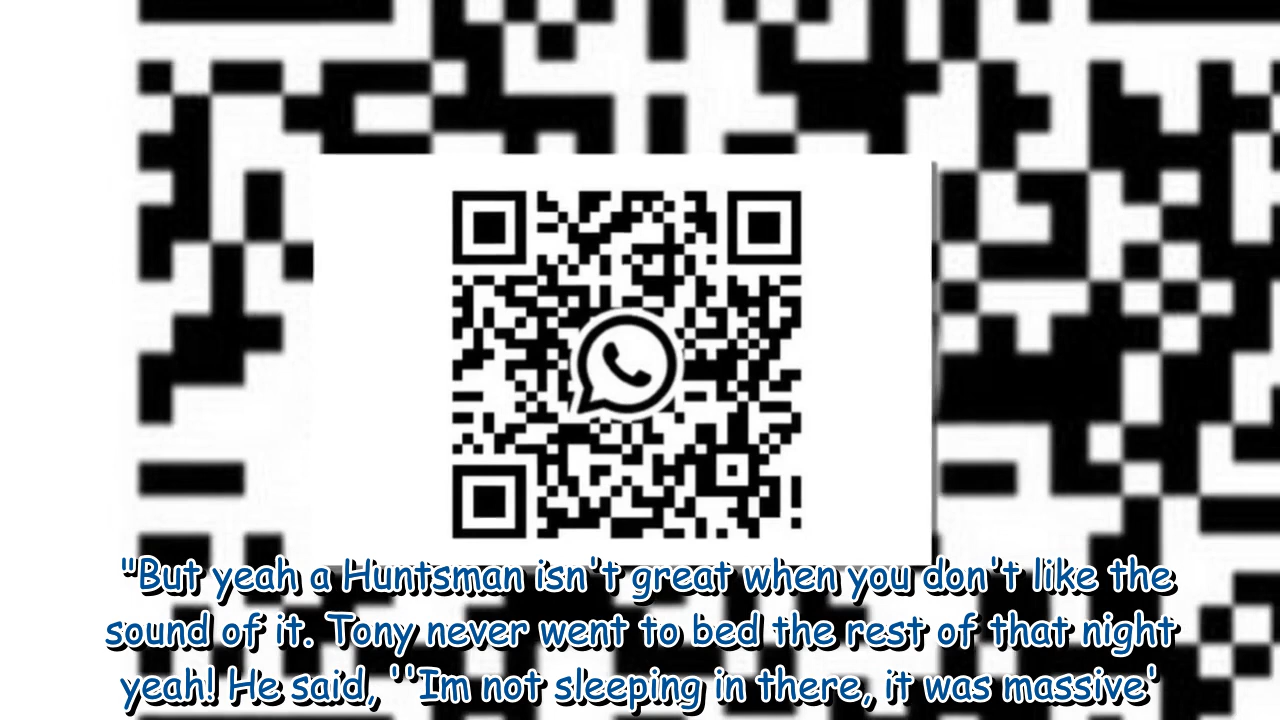 "But yeah a Huntsman isn't great when you don't like the
sound of it. Tony never went to bed the rest of that night
yeah! He said, ''Im not sleeping in there, it was massive'